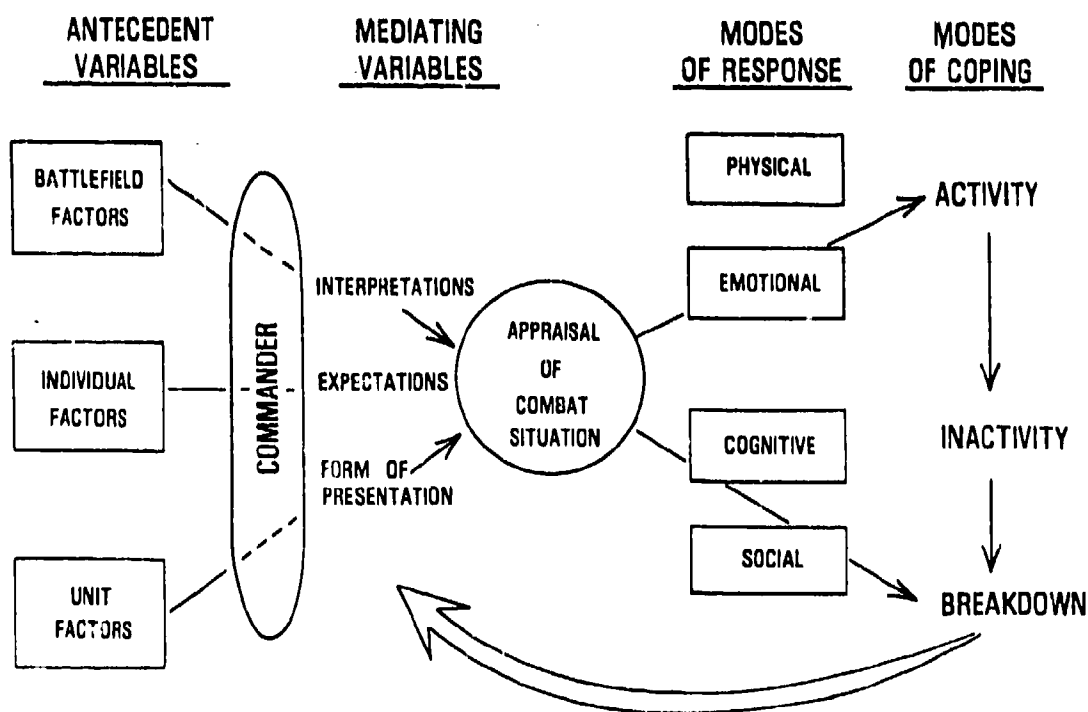 ANTECEDENT
VARIABLES
MEDIATING
VARIABLES
MODES
OF RESPONSE
MODES
OF COPING
BATTLEFIELD
FACTORS
INDIVIDUAL
FACTORS
UNIT
FACTORS
COMMANDER
INTERPRETATIONS
EXPECTATIONS
FORM OF
PRESENTATION
APPRAISAL
OF
COMBAT
SITUATION
PHYSICAL
EMOTIONAL
COGNITIVE
SOCIAL
ACTIVITY
INACTIVITY
BREAKDOWN